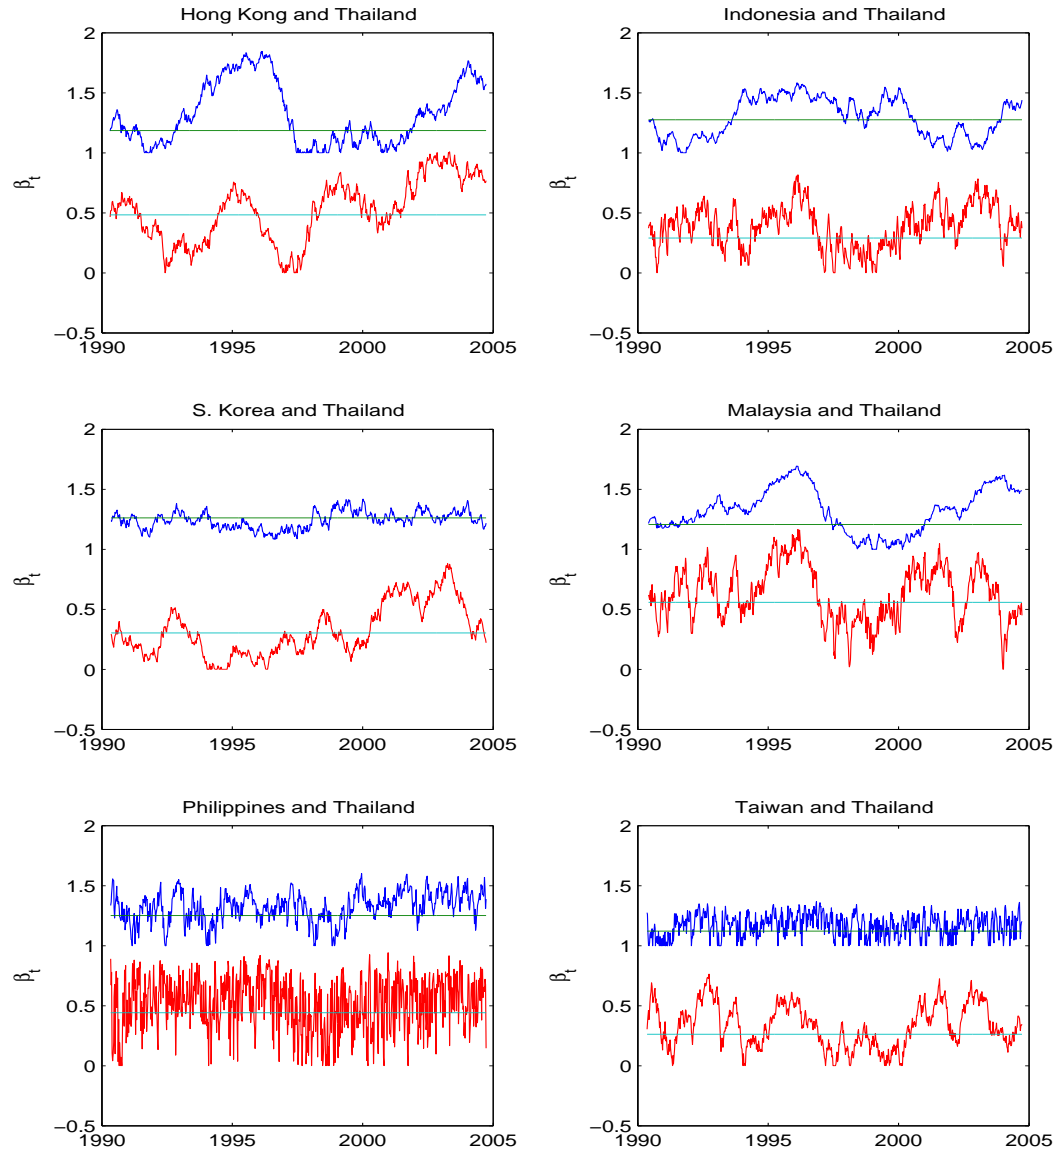 Hong Kong and Thailand
2
1.5
1
0.5
0
−0.5
β_t
1990 1995 2000 2005
Indonesia and Thailand
2
1.5
1
0.5
0
−0.5
β_t
1990 1995 2000 2005
S. Korea and Thailand
2
1.5
1
0.5
0
−0.5
β_t
1990 1995 2000 2005
Malaysia and Thailand
2
1.5
1
0.5
0
−0.5
β_t
1990 1995 2000 2005
Philippines and Thailand
2
1.5
1
0.5
0
−0.5
β_t
1990 1995 2000 2005
Taiwan and Thailand
2
1.5
1
0.5
0
−0.5
β_t
1990 1995 2000 2005